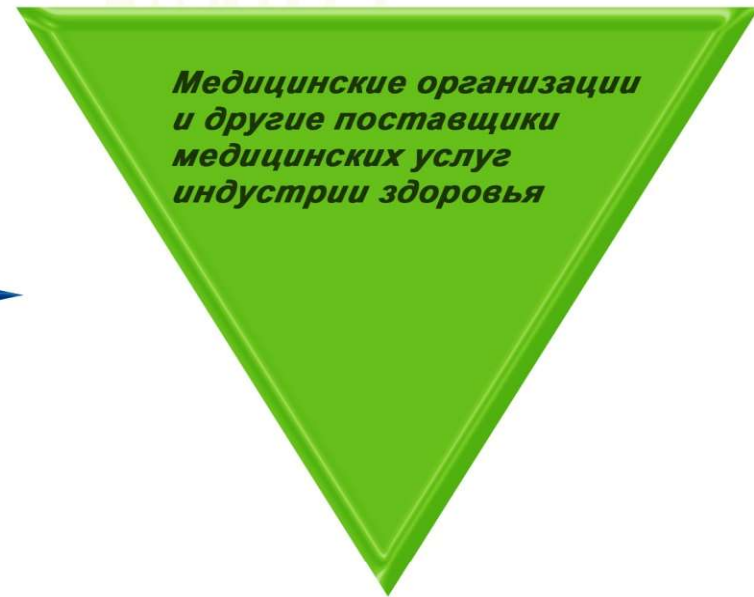 Медицинские организации
и другие поставщики
медицинских услуг
индустрии здоровья